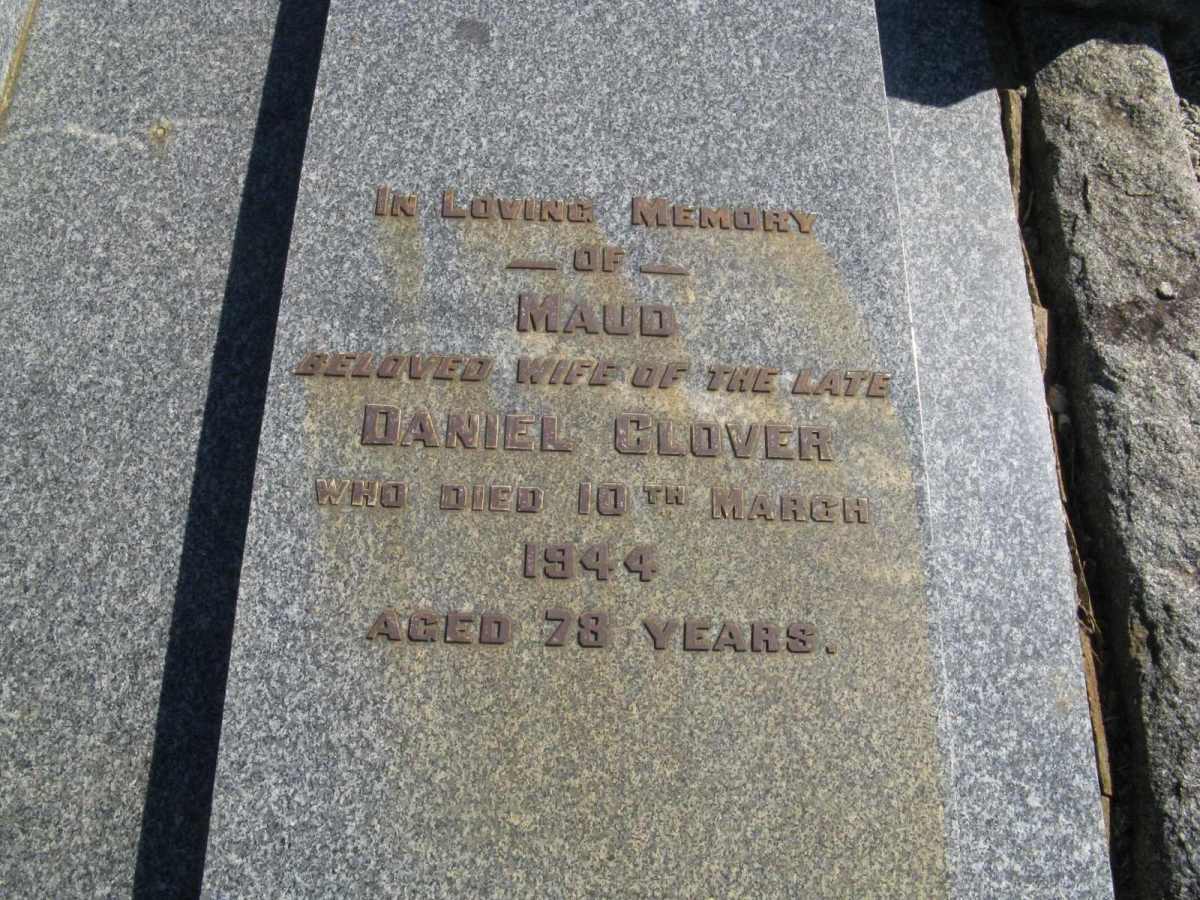 In Loving Memory
— OF —
MAUD
BELOVED WIFE OF THE LATE
DANIEL CLOVER
WHO DIED 10TH MARCH
1944
AGED 78 YEARS.